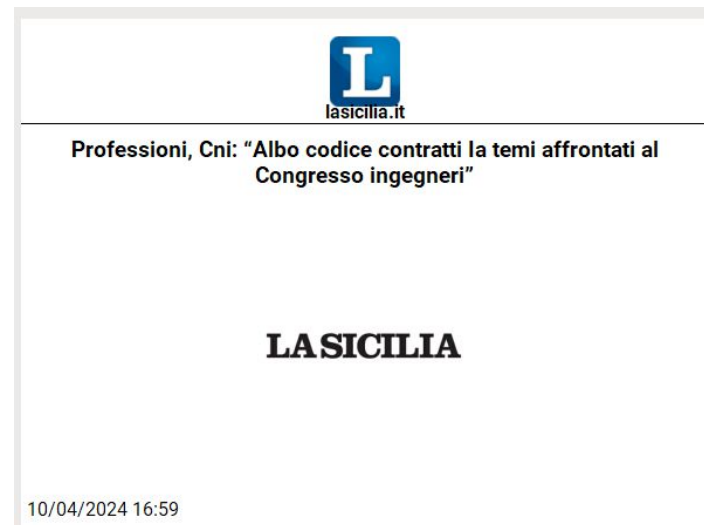 L
lasicilia.it
Professioni, Cni: “Albo codice contratti Ia temi affrontati al
Congresso ingegneri”
LA SICILIA
10/04/2024 16:59